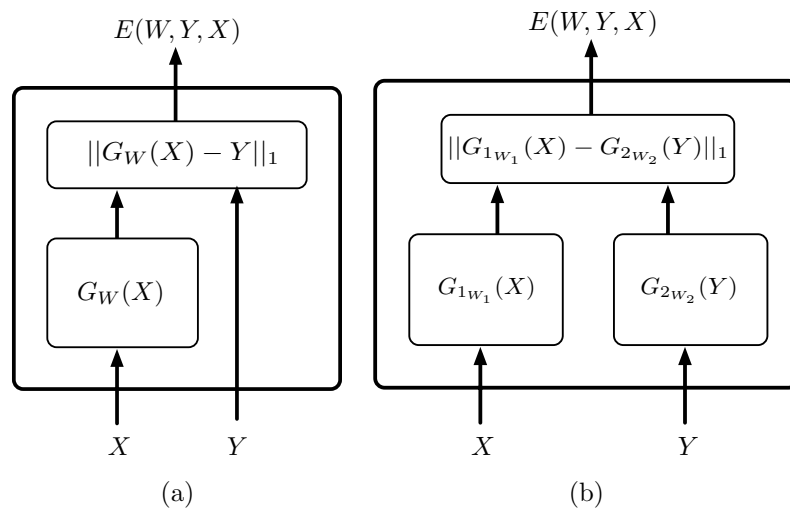 E(W, Y, X)
||G_W(X) − Y||_1
G_W(X)
X Y
(a)
E(W, Y, X)
||G_{1_{W_1}}(X) − G_{2_{W_2}}(Y)||_1
G_{1_{W_1}}(X) G_{2_{W_2}}(Y)
X Y
(b)